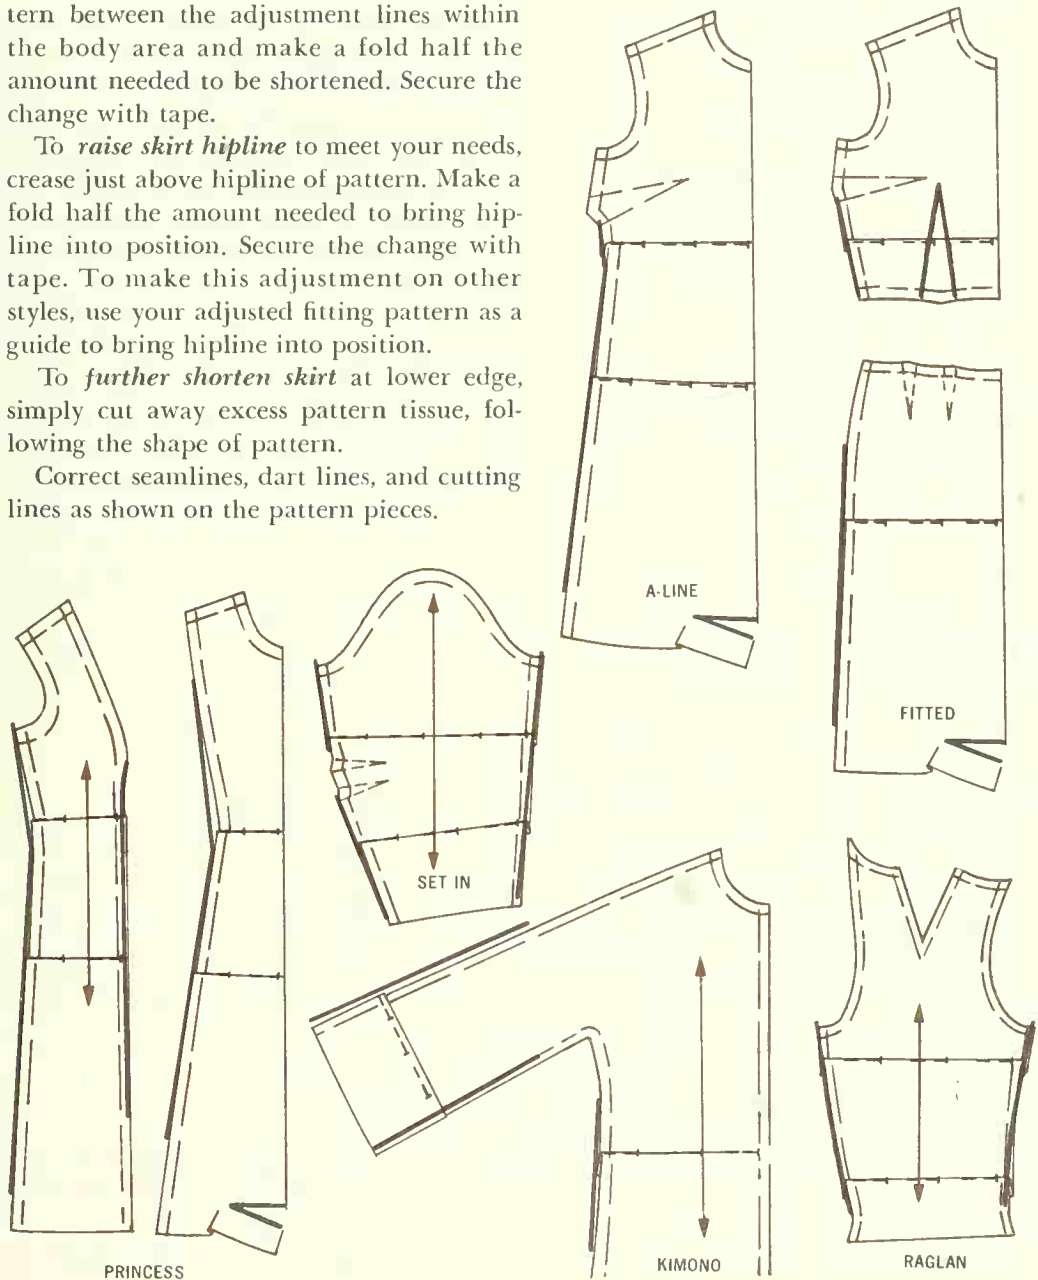 tern between the adjustment lines within
the body area and make a fold half the
amount needed to be shortened. Secure the
change with tape.
To raise skirt hipline to meet your needs,
crease just above hipline of pattern. Make a
fold half the amount needed to bring hip-
line into position. Secure the change with
tape. To make this adjustment on other
styles, use your adjusted fitting pattern as a
guide to bring hipline into position.
To further shorten skirt at lower edge,
simply cut away excess pattern tissue, fol-
lowing the shape of pattern.
Correct seamlines, dart lines, and cutting
lines as shown on the pattern pieces.
A-LINE
FITTED
SET IN
PRINCESS
KIMONO
RAGLAN